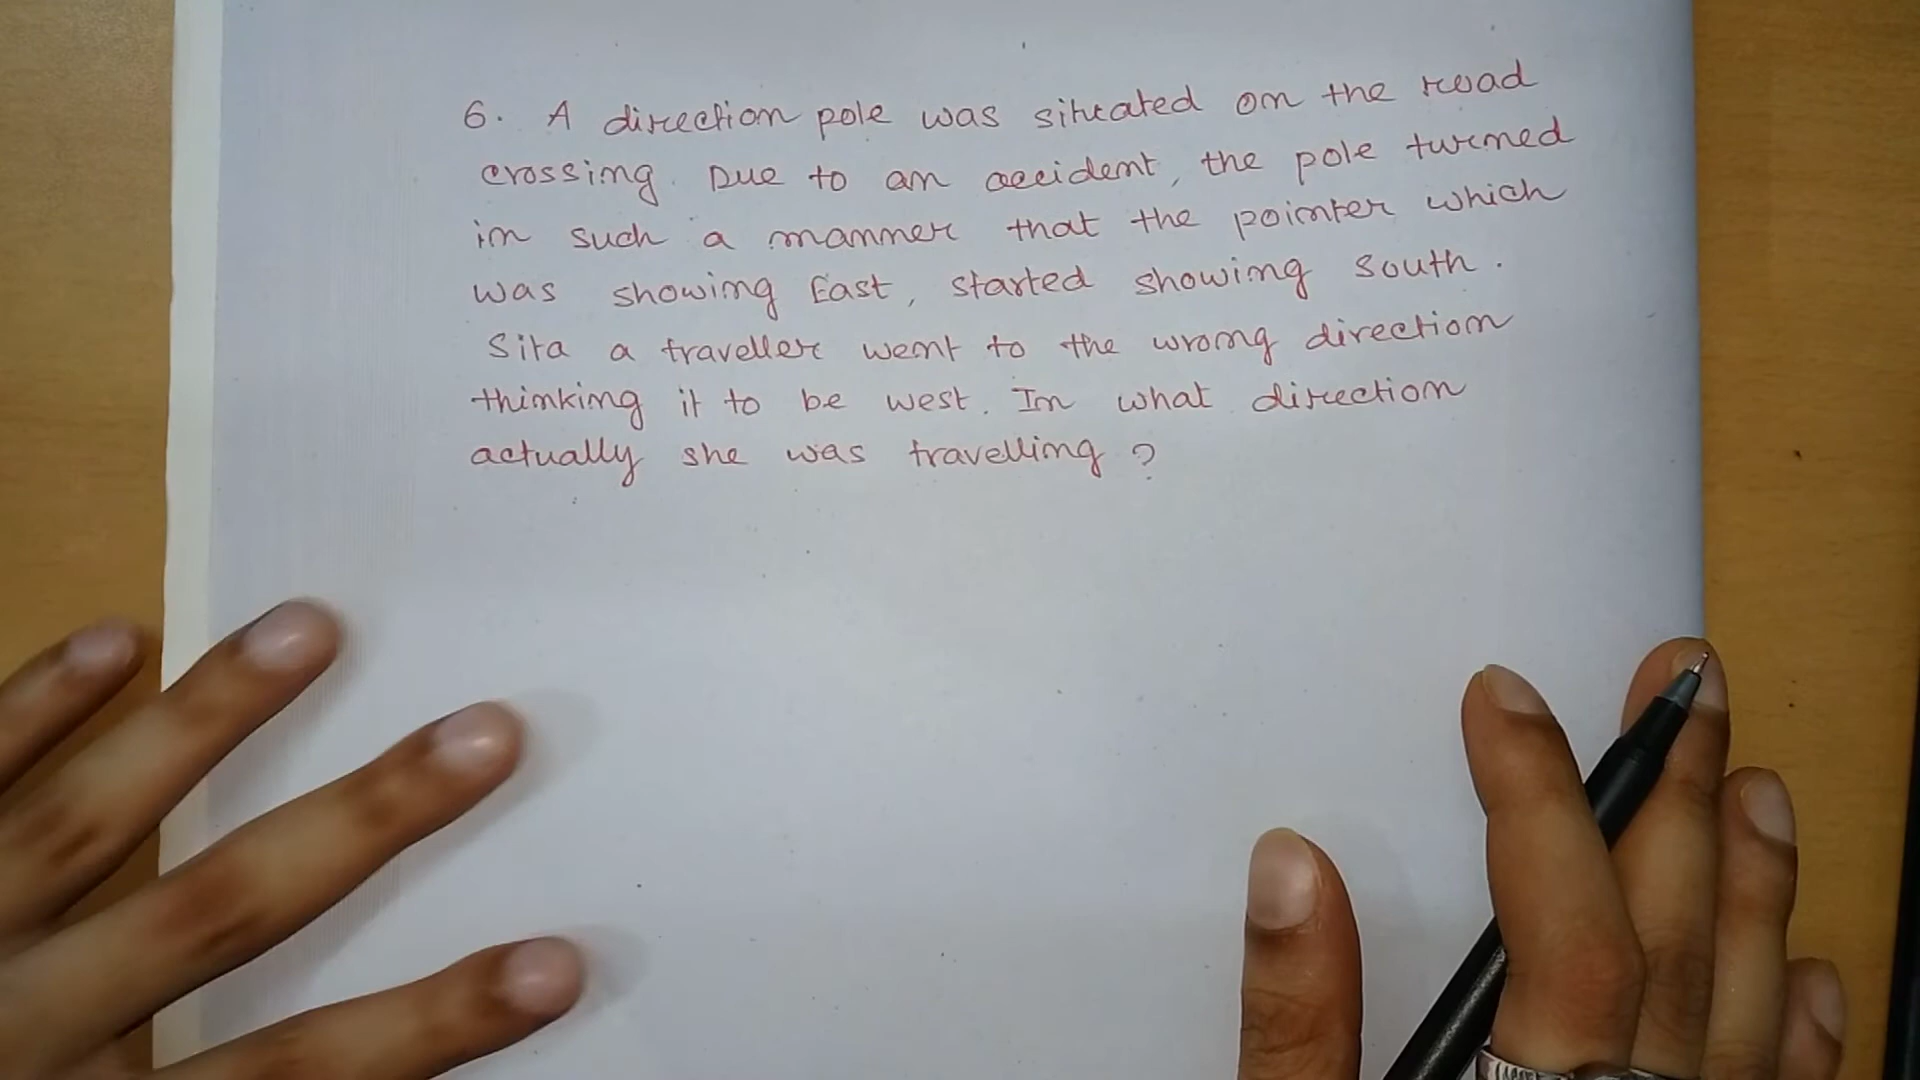 6. A direction pole was situated on the road
crossing. Due to an accident, the pole turned
in such a manner that the pointer which
was showing East, started showing south.
Sita a traveller went to the wrong direction
thinking it to be west. In what direction
actually she was travelling ?